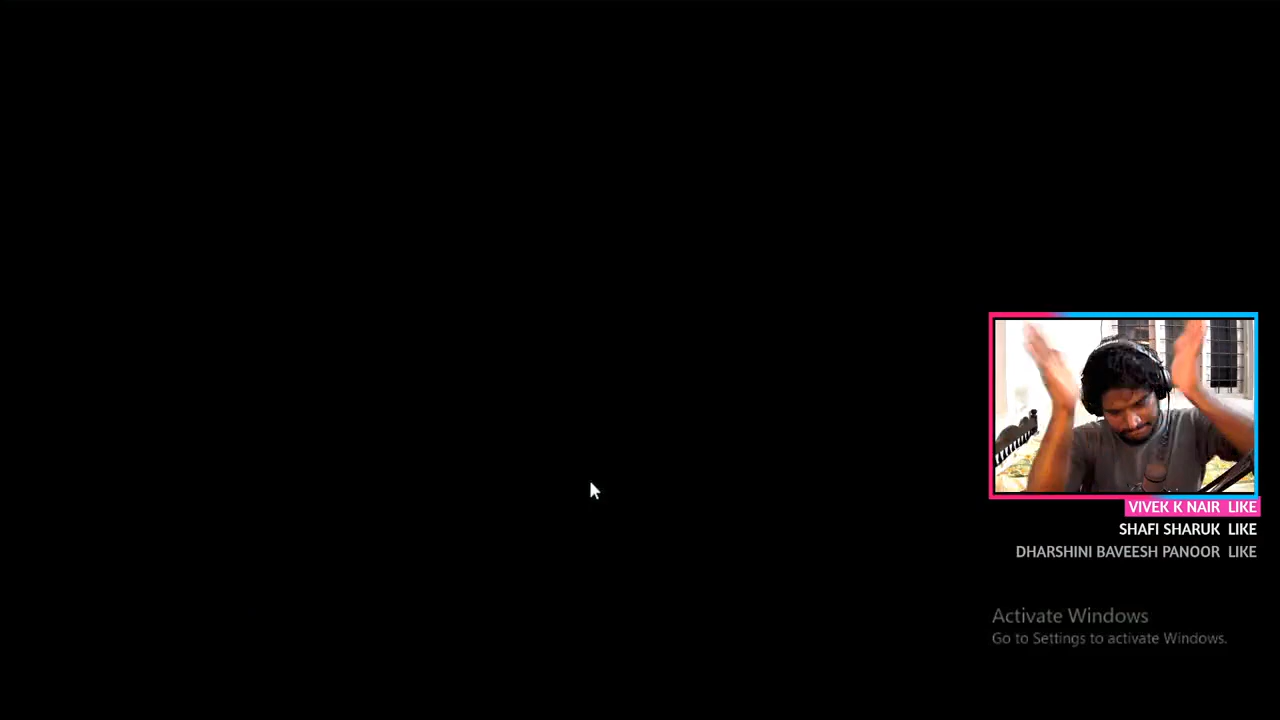 VIVEK K NAIR LIKE
SHAFI SHARUK LIKE
DHARSHINI BAVEESH PANOOR LIKE
Activate Windows
Go to Settings to activate Windows.